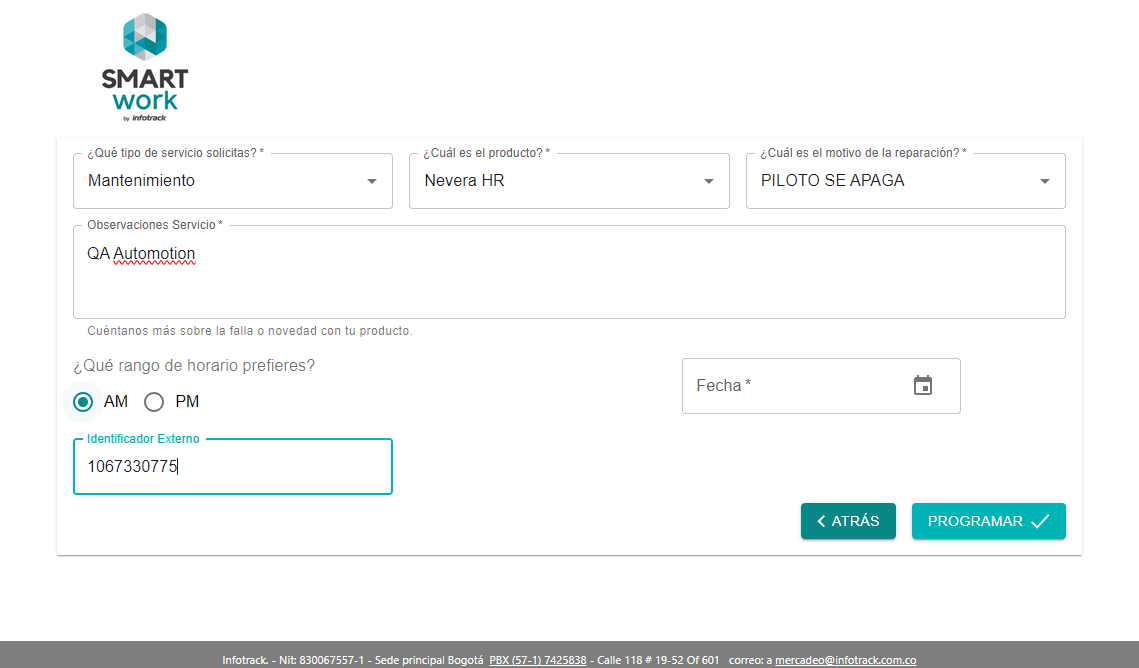 SMART
work
by infotrack
¿Qué tipo de servicio solicitas? *
¿Cuál es el producto? *
¿Cuál es el motivo de la reparación? *
Mantenimiento
Nevera HR
PILOTO SE APAGA
Observaciones Servicio *
QA Automotion
Cuéntanos más sobre la falla o novedad con tu producto.
¿Qué rango de horario prefieres?
AM
PM
Fecha *
Identificador Externo
1067330775
ATRÁS
PROGRAMAR
Infotrack. - Nit: 830067557-1 - Sede principal Bogotá PBX (57-1) 7425838 - Calle 118 # 19-52 Of 601 correo: a mercadeo@infotrack.com.co